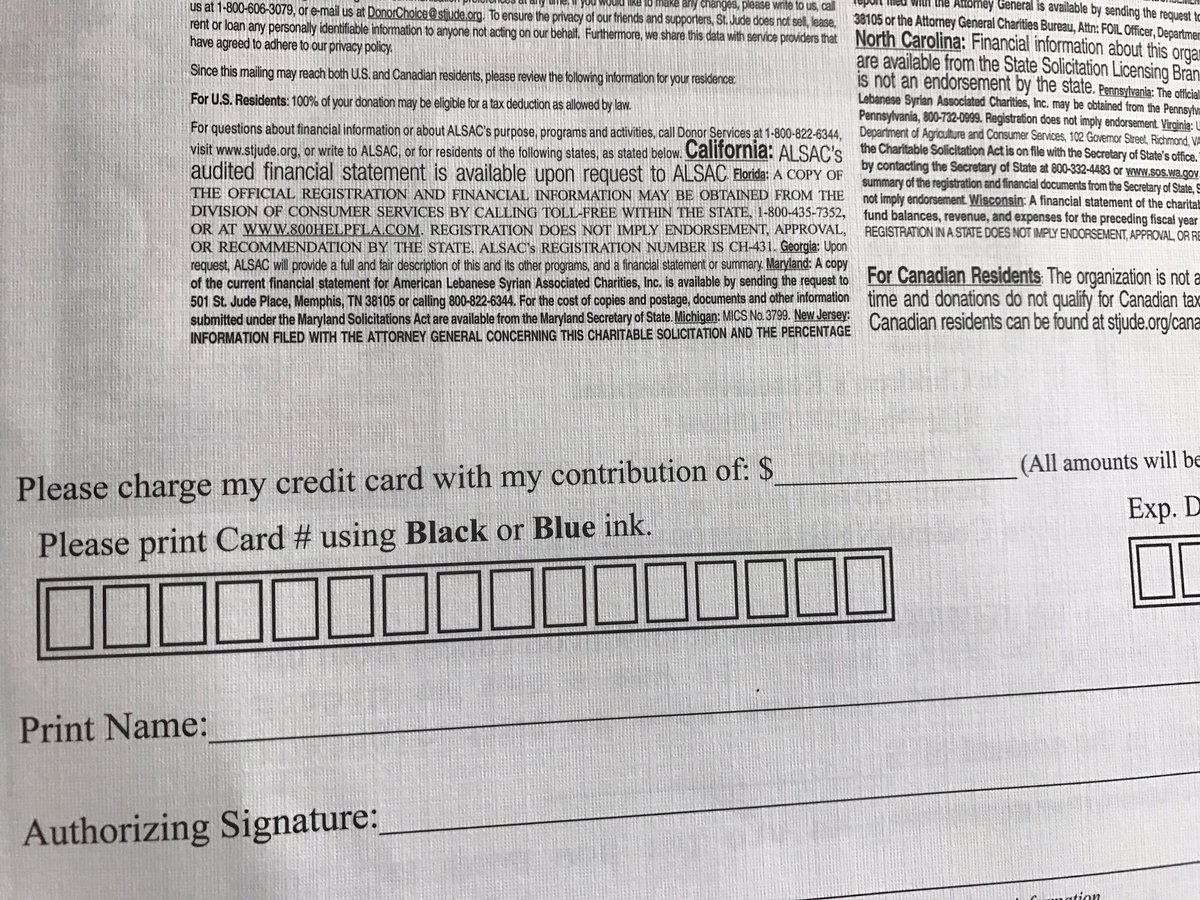 us at 1-800-606-3079, or e-mail us at DonorChoice@stjude.org. To ensure the privacy of our friends and supporters, St. Jude does not sell, lease,
rent or loan any personally identifiable information to anyone not acting on our behalf. Furthermore, we share this data with service providers that
have agreed to adhere to our privacy policy.
Since this mailing may reach both U.S. and Canadian residents, please review the following information for your residence:
For U.S. Residents: 100% of your donation may be eligible for a tax deduction as allowed by law.
For questions about financial information or about ALSAC's purpose, programs and activities, call Donor Services at 1-800-822-6344,
visit www.stjude.org, or write to ALSAC, or for residents of the following states, as stated below. California: ALSAC's
audited financial statement is available upon request to ALSAC Florida: A COPY OF
THE OFFICIAL REGISTRATION AND FINANCIAL INFORMATION MAY BE OBTAINED FROM THE
DIVISION OF CONSUMER SERVICES BY CALLING TOLL-FREE WITHIN THE STATE, 1-800-435-7352,
OR AT WWW.800HELPFLA.COM. REGISTRATION DOES NOT IMPLY ENDORSEMENT, APPROVAL,
OR RECOMMENDATION BY THE STATE. ALSAC's REGISTRATION NUMBER IS CH-431. Georgia: Upon
request, ALSAC will provide a full and fair description of this and its other programs, and a financial statement or summary. Maryland: A copy
of the current financial statement for American Lebanese Syrian Associated Charities, Inc. is available by sending the request to
501 St. Jude Place, Memphis, TN 38105 or calling 800-822-6344. For the cost of copies and postage, documents and other information
submitted under the Maryland Solicitations Act are available from the Maryland Secretary of State. Michigan: MICS No. 3799. New Jersey:
INFORMATION FILED WITH THE ATTORNEY GENERAL CONCERNING THIS CHARITABLE SOLICITATION AND THE PERCENTAGE
General is available by sending the request to
38105 or the Attorney General Charities Bureau, Attn: FOIL Officer,
North Carolina: Financial information about this
are available from the State Solicitation Licensing
is not an endorsement by the state. Pennsylvania: The official
Lebanese Syrian Associated Charities, Inc. may be obtained from the
Pennsylvania, 800-732-0999. Registration does not imply endorsement. Virginia:
Department of Agriculture and Consumer Services, 102 Governor Street, Richmond,
the Charitable Solicitation Act is on file with the Secretary of State's office.
by contacting the Secretary of State at 800-332-4483 or www.sos.wa.gov
summary of the registration and financial documents from the Secretary of State,
not imply endorsement. Wisconsin: A financial statement of the
fund balances, revenue, and expenses for the preceding fiscal year
REGISTRATION IN A STATE DOES NOT IMPLY ENDORSEMENT, APPROVAL, OR
For Canadian Residents: The organization is not a
time and donations do not qualify for Canadian tax
Canadian residents can be found at stjude.org/cana
Please charge my credit card with my contribution of: $ (All amounts will be
Please print Card # using Black or Blue ink.
Exp. D
Print Name:
Authorizing Signature: